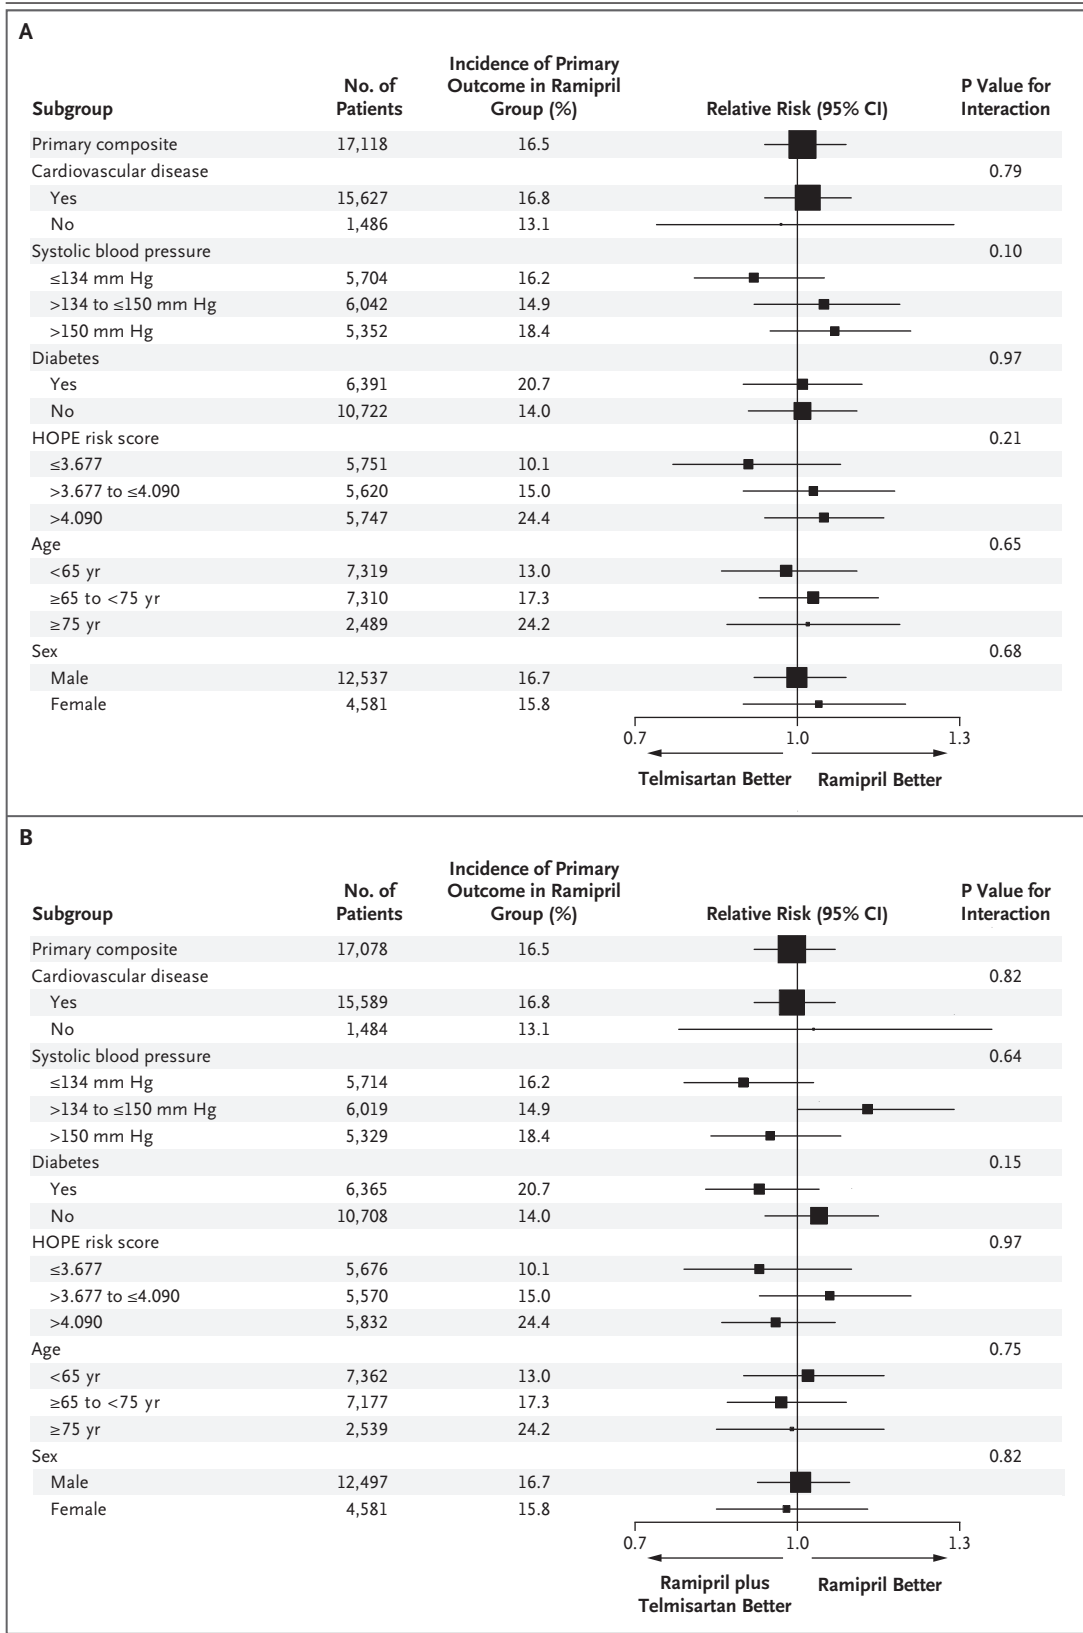 A
Subgroup No. of Patients Incidence of Primary Outcome in Ramipril Group (%) Relative Risk (95% CI) P Value for Interaction
Primary composite 17,118 16.5
Cardiovascular disease 0.79
Yes 15,627 16.8
No 1,486 13.1
Systolic blood pressure 0.10
≤134 mm Hg 5,704 16.2
>134 to ≤150 mm Hg 6,042 14.9
>150 mm Hg 5,352 18.4
Diabetes 0.97
Yes 6,391 20.7
No 10,722 14.0
HOPE risk score 0.21
≤3.677 5,751 10.1
>3.677 to ≤4.090 5,620 15.0
>4.090 5,747 24.4
Age 0.65
<65 yr 7,319 13.0
≥65 to <75 yr 7,310 17.3
≥75 yr 2,489 24.2
Sex 0.68
Male 12,537 16.7
Female 4,581 15.8
0.7 1.0 1.3
Telmisartan Better Ramipril Better
B
Subgroup No. of Patients Incidence of Primary Outcome in Ramipril Group (%) Relative Risk (95% CI) P Value for Interaction
Primary composite 17,078 16.5
Cardiovascular disease 0.82
Yes 15,589 16.8
No 1,484 13.1
Systolic blood pressure 0.64
≤134 mm Hg 5,714 16.2
>134 to ≤150 mm Hg 6,019 14.9
>150 mm Hg 5,329 18.4
Diabetes 0.15
Yes 6,365 20.7
No 10,708 14.0
HOPE risk score 0.97
≤3.677 5,676 10.1
>3.677 to ≤4.090 5,570 15.0
>4.090 5,832 24.4
Age 0.75
<65 yr 7,362 13.0
≥65 to <75 yr 7,177 17.3
≥75 yr 2,539 24.2
Sex 0.82
Male 12,497 16.7
Female 4,581 15.8
0.7 1.0 1.3
Ramipril plus Telmisartan Better Ramipril Better